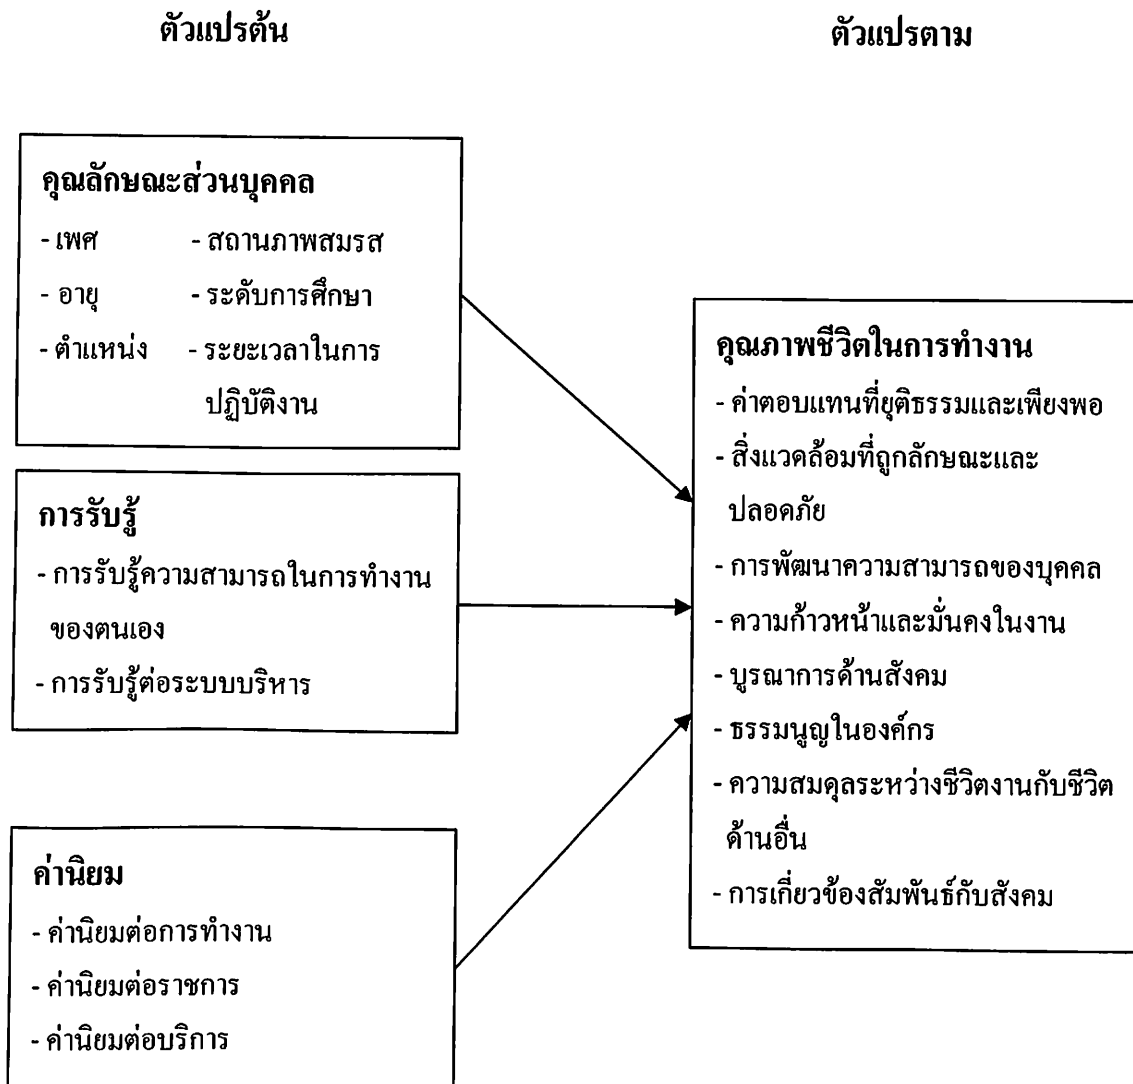 ตัวแปรต้น
ตัวแปรตาม
คุณลักษณะส่วนบุคคล
- เพศ - สถานภาพสมรส
- อายุ - ระดับการศึกษา
- ตำแหน่ง - ระยะเวลาในการ
ปฏิบัติงาน
การรับรู้
- การรับรู้ความสามารถในการทำงาน
ของตนเอง
- การรับรู้ต่อระบบบริหาร
ค่านิยม
- ค่านิยมต่อการทำงาน
- ค่านิยมต่อราชการ
- ค่านิยมต่อบริการ
คุณภาพชีวิตในการทำงาน
- ค่าตอบแทนที่ยุติธรรมและเพียงพอ
- สิ่งแวดล้อมที่ถูกลักษณะและ
ปลอดภัย
- การพัฒนาความสามารถของบุคคล
- ความก้าวหน้าและมั่นคงในงาน
- บูรณาการด้านสังคม
- ธรรมนูญในองค์กร
- ความสมดุลระหว่างชีวิตงานกับชีวิต
ด้านอื่น
- การเกี่ยวข้องสัมพันธ์กับสังคม